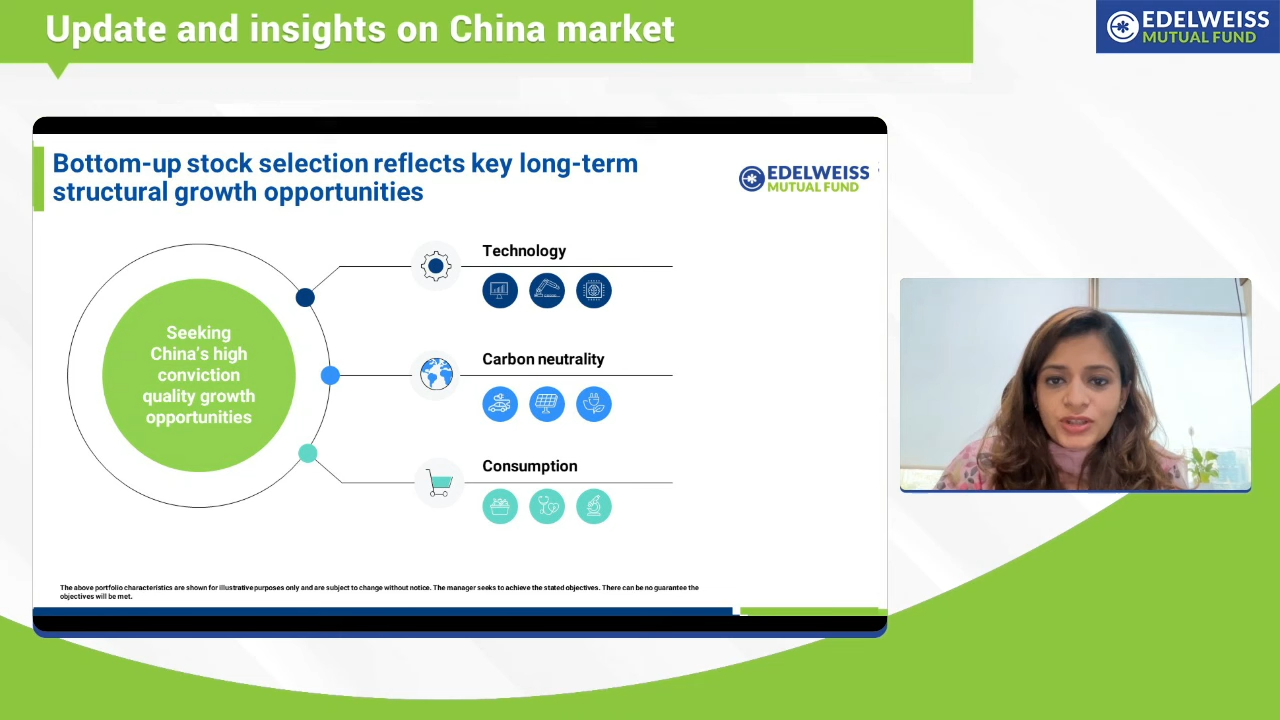 Update and insights on China market
EDELWEISS
MUTUAL FUND
Bottom-up stock selection reflects key long-term
structural growth opportunities
EDELWEISS
MUTUAL FUND
Technology
Seeking
China's high
conviction
quality growth
opportunities
Carbon neutrality
Consumption
The above portfolio characteristics are shown for illustrative purposes only and are subject to change without notice. The manager seeks to achieve the stated objectives. There can be no guarantee the
objectives will be met.